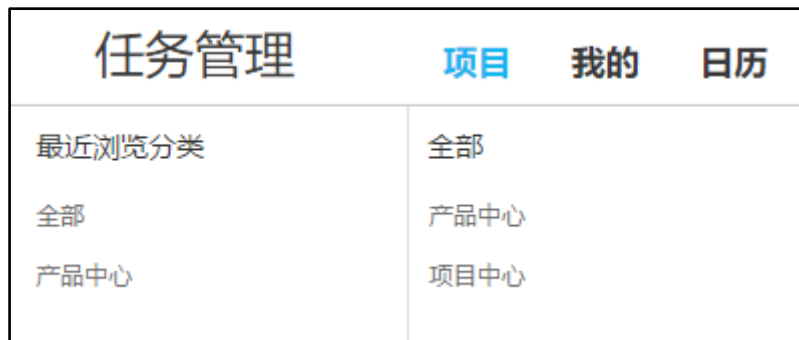 任务管理 项目 我的 日历
最近浏览分类
全部
产品中心
全部
产品中心
项目中心